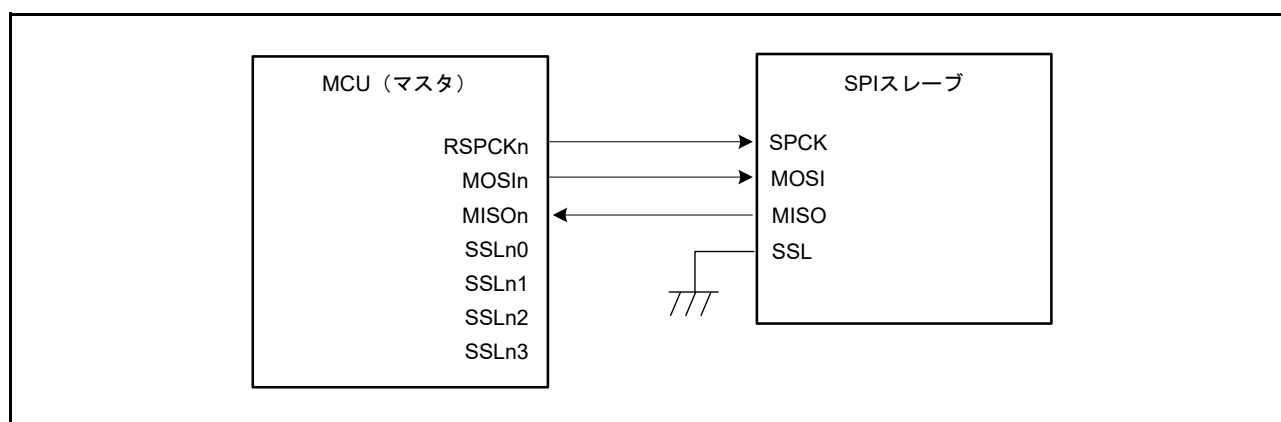 MCU（マスタ）
RSPCKn
MOSIn
MISOn
SSLn0
SSLn1
SSLn2
SSLn3
SPIスレーブ
SPCK
MOSI
MISO
SSL